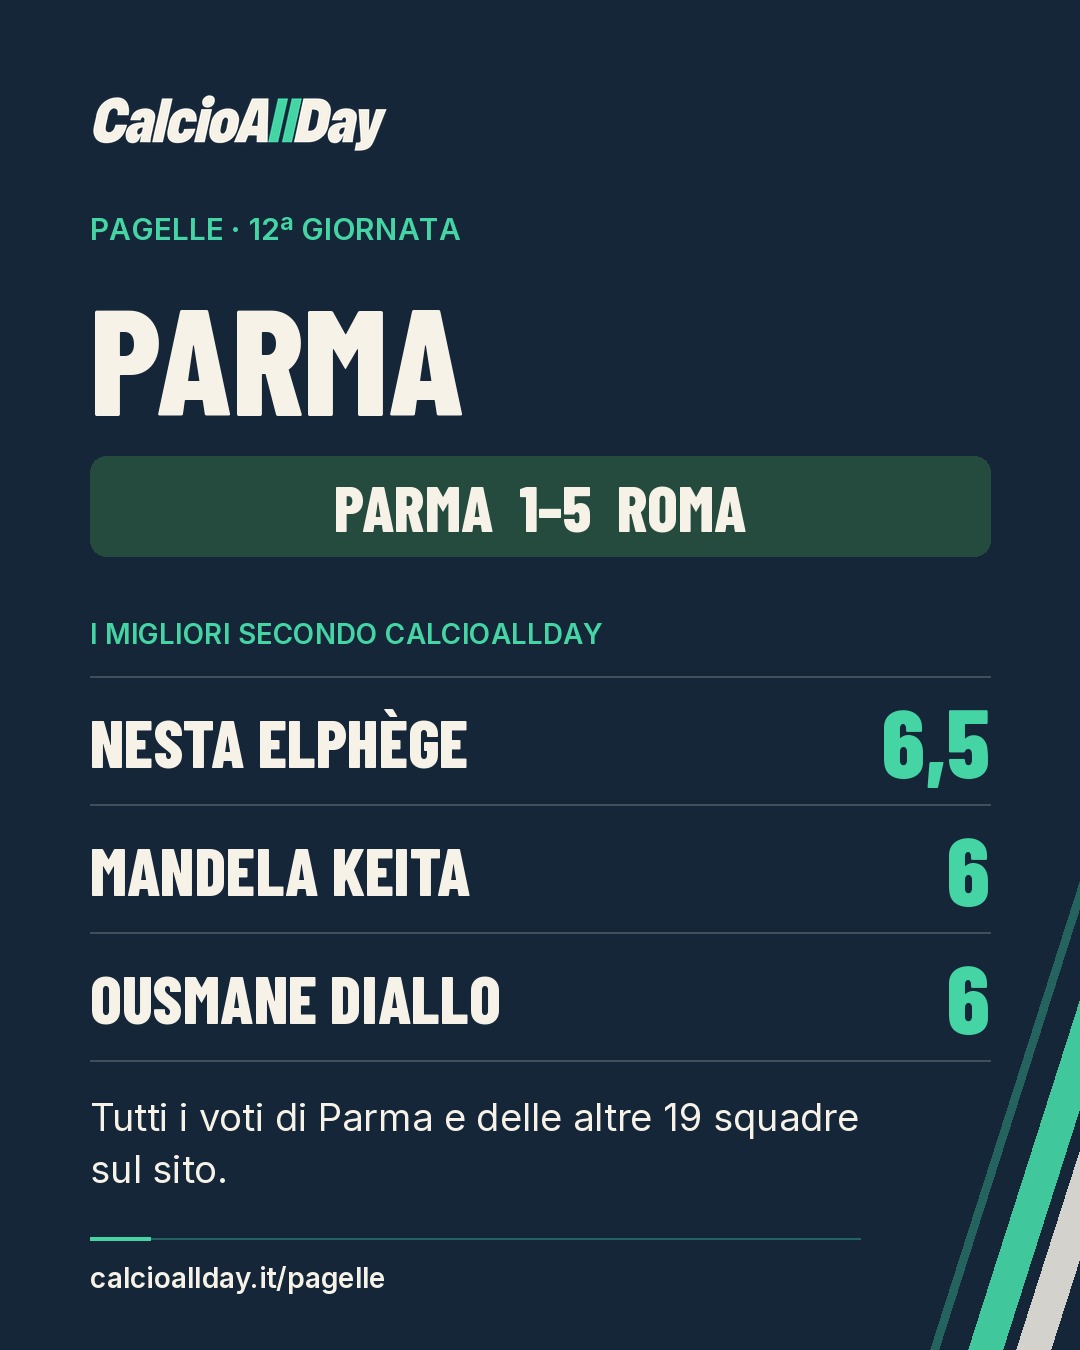 CalcioAllDay
PAGELLE · 12ª GIORNATA
PARMA
PARMA 1–5 ROMA
I MIGLIORI SECONDO CALCIOALLDAY
NESTA ELPHÈGE 6,5
MANDELA KEITA 6
OUSMANE DIALLO 6
Tutti i voti di Parma e delle altre 19 squadre
sul sito.
calcioallday.it/pagelle